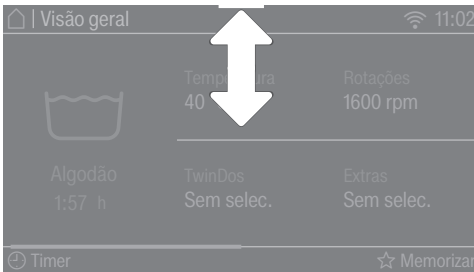 | Visão geral 11:02
Rotações
40 1600 rpm
Algodão TwinDos Extras
1:57 h Sem selec. Sem selec.
Timer Memorizar